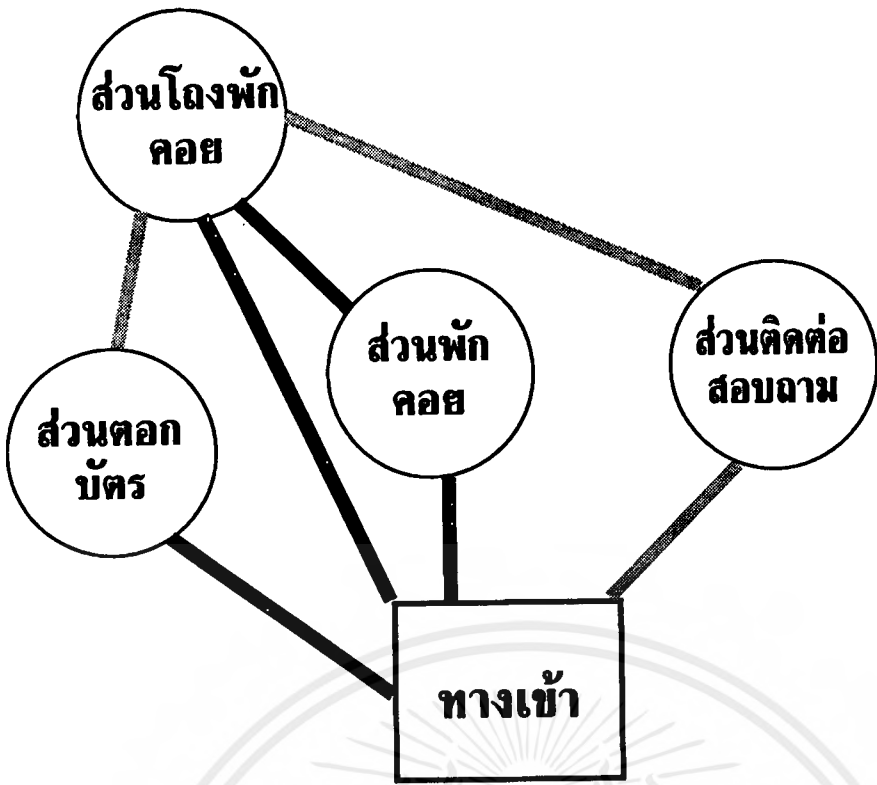 ส่วนโถงพัก
คอย
ส่วนพัก
คอย
ส่วนติดต่อ
สอบถาม
ส่วนตอก
บัตร
ทางเข้า